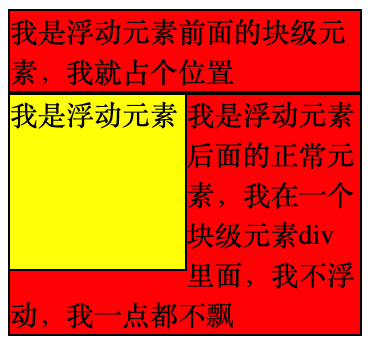 我是浮动元素前面的块级元
素，我就占个位置
我是浮动元素
我是浮动元素
后面的正常元
素，我在一个
块级元素div
里面，我不浮
动，我一点都不飘